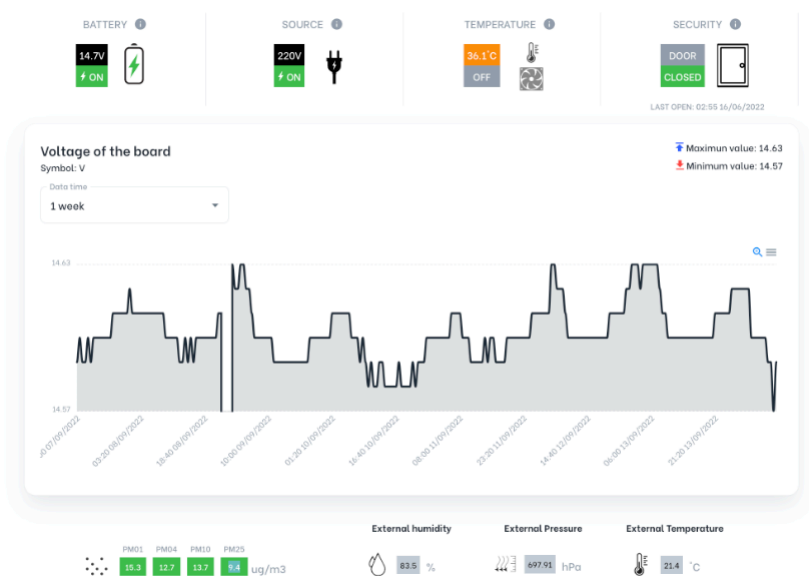 BATTERY
SOURCE
TEMPERATURE
SECURITY
14.7V
ON
220V
ON
36.1°C
OFF
DOOR
CLOSED
LAST OPEN: 02:55 16/06/2022
Voltage of the board
Symbol: V
Maximun value: 14.63
Minimum value: 14.57
Data time
1 week
14.63
14.57
00 07/09/2022
03:20 08/09/2022
18:40 08/09/2022
10:00 09/09/2022
01:20 10/09/2022
16:40 10/09/2022
08:00 11/09/2022
23:20 11/09/2022
14:40 12/09/2022
06:00 13/09/2022
21:20 13/09/2022
PM01 PM04 PM10 PM25
15.3 12.7 13.7 9.4 ug/m3
External humidity
83.5 %
External Pressure
697.91 hPa
External Temperature
21.4 °C